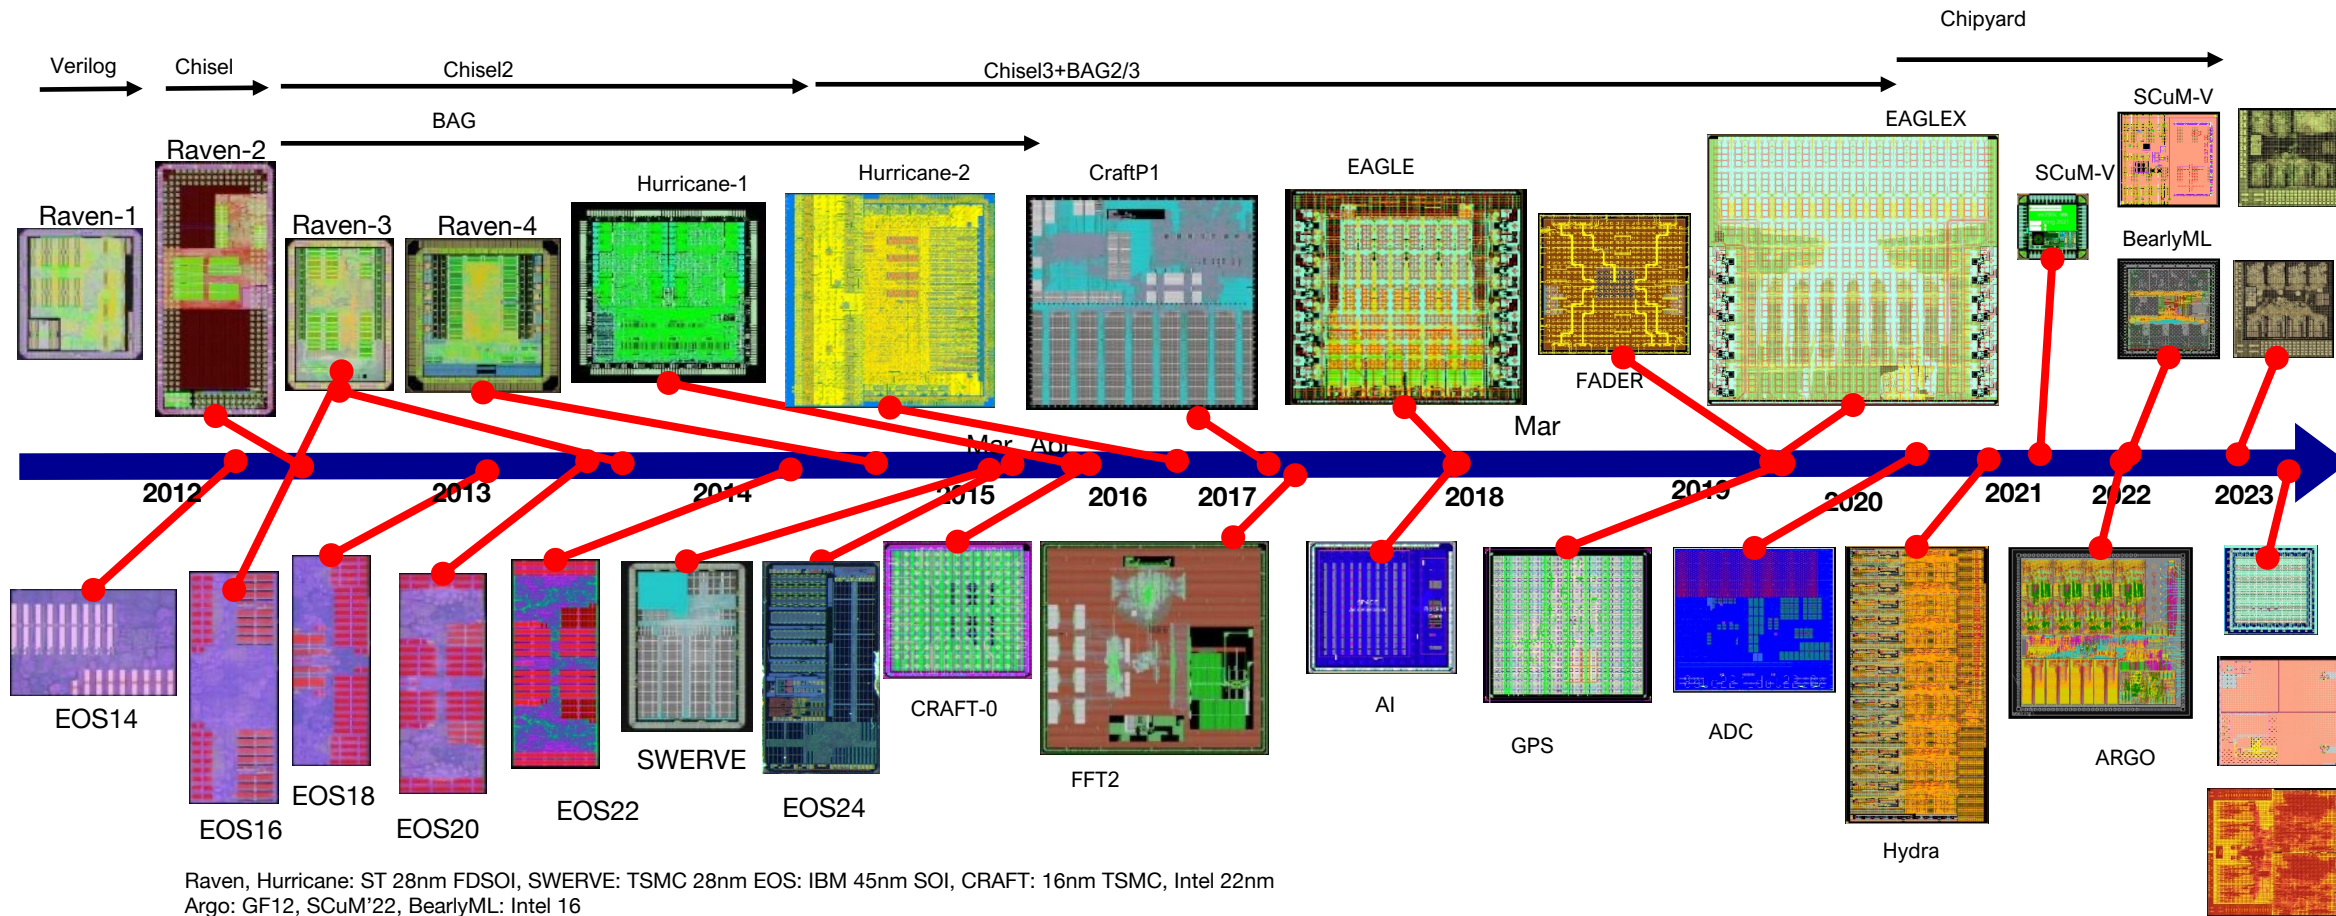 Chipyard
Verilog
Chisel
Chisel2
Chisel3+BAG2/3
BAG
SCuM-V
EAGLEX
Raven-2
Hurricane-1
Hurricane-2
CraftP1
EAGLE
SCuM-V
Raven-1
Raven-3
Raven-4
BearlyML
FADER
Mar
Mar Apr
2012
2013
2014
2015
2016
2017
2018
2019
2020
2021
2022
2023
EOS14
EOS16
EOS18
EOS20
EOS22
SWERVE
EOS24
CRAFT-0
FFT2
AI
GPS
ADC
Hydra
ARGO
Raven, Hurricane: ST 28nm FDSOI, SWERVE: TSMC 28nm EOS: IBM 45nm SOI, CRAFT: 16nm TSMC, Intel 22nm
Argo: GF12, SCuM'22, BearlyML: Intel 16